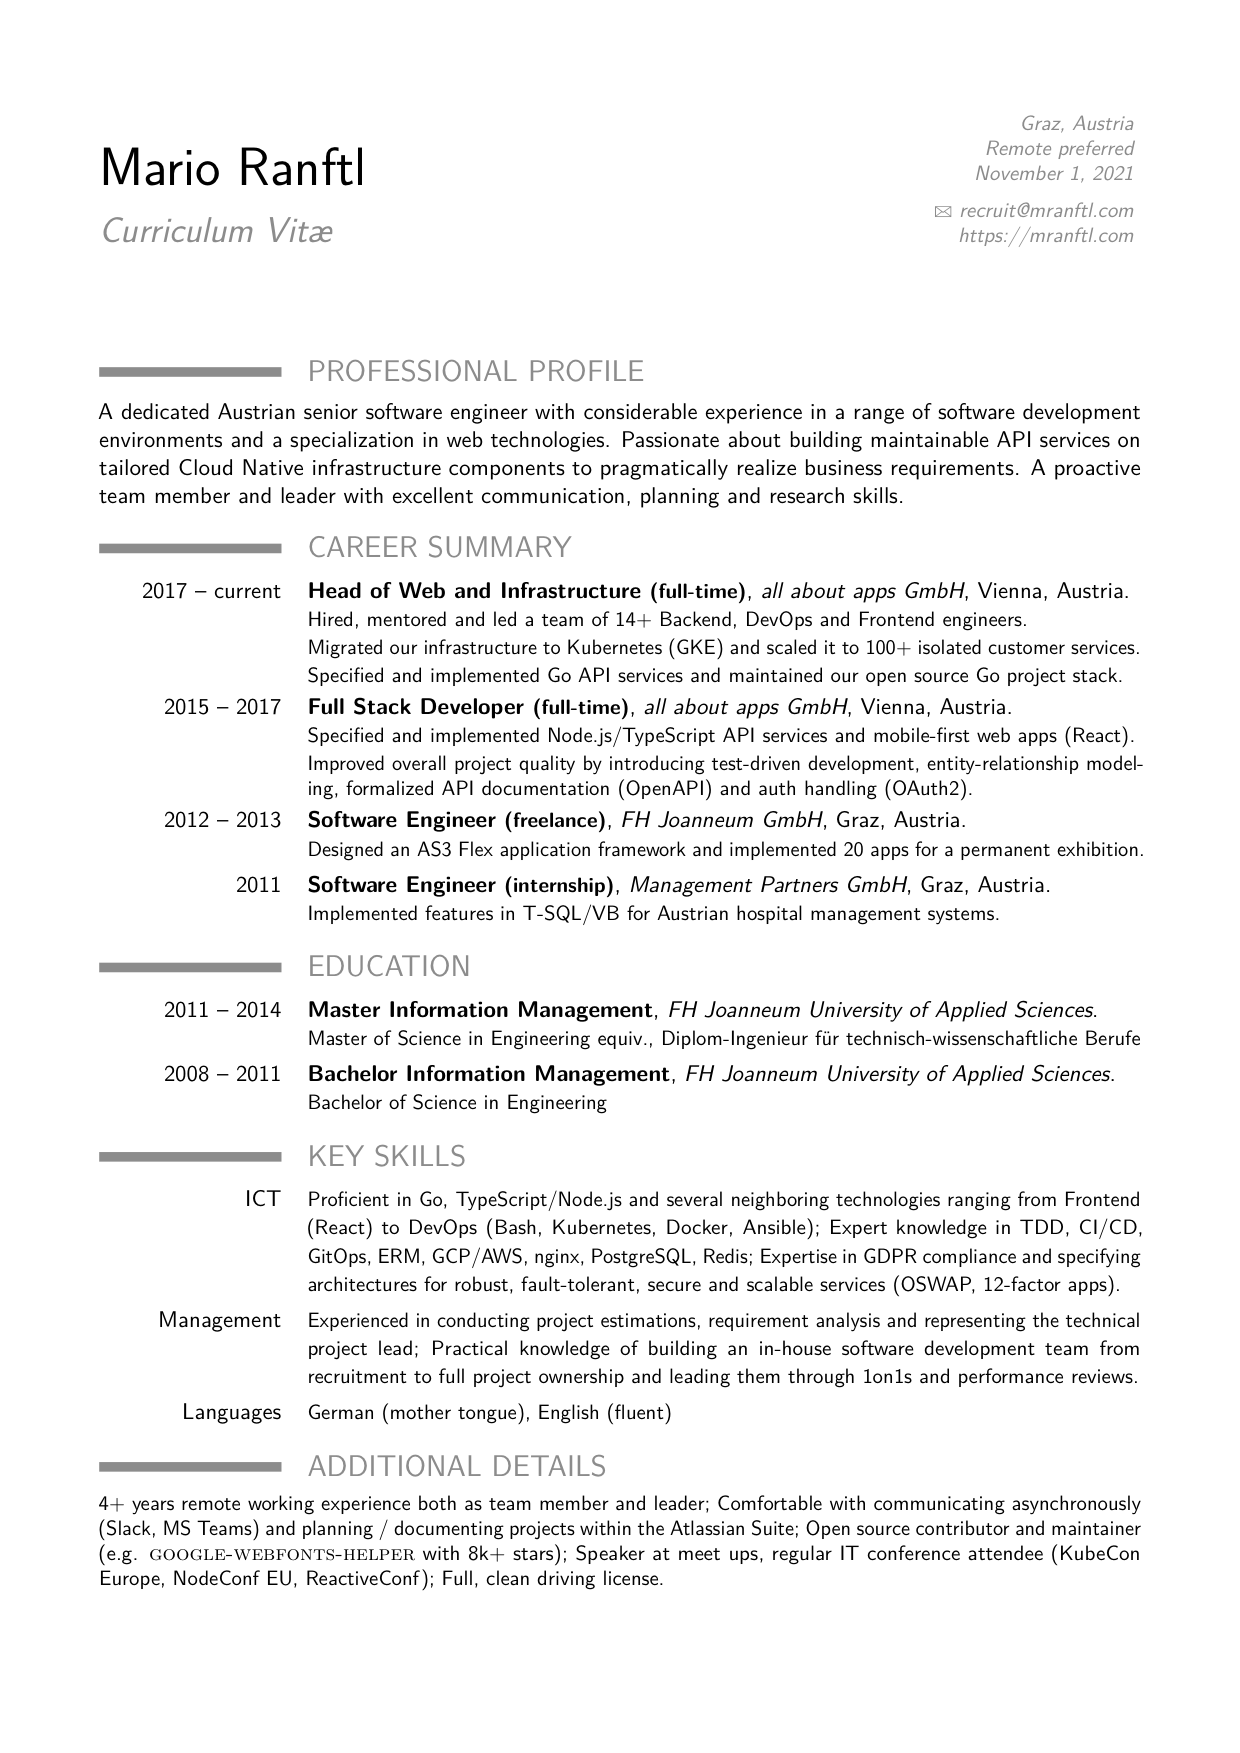 Mario Ranftl
Curriculum Vitæ
Graz, Austria
Remote preferred
November 1, 2021
✉ recruit@mranftl.com
https://mranftl.com
PROFESSIONAL PROFILE
A dedicated Austrian senior software engineer with considerable experience in a range of software development
environments and a specialization in web technologies. Passionate about building maintainable API services on
tailored Cloud Native infrastructure components to pragmatically realize business requirements. A proactive
team member and leader with excellent communication, planning and research skills.
CAREER SUMMARY
2017 – current Head of Web and Infrastructure (full-time), all about apps GmbH, Vienna, Austria.
Hired, mentored and led a team of 14+ Backend, DevOps and Frontend engineers.
Migrated our infrastructure to Kubernetes (GKE) and scaled it to 100+ isolated customer services.
Specified and implemented Go API services and maintained our open source Go project stack.
2015 – 2017 Full Stack Developer (full-time), all about apps GmbH, Vienna, Austria.
Specified and implemented Node.js/TypeScript API services and mobile-first web apps (React).
Improved overall project quality by introducing test-driven development, entity-relationship model-
ing, formalized API documentation (OpenAPI) and auth handling (OAuth2).
2012 – 2013 Software Engineer (freelance), FH Joanneum GmbH, Graz, Austria.
Designed an AS3 Flex application framework and implemented 20 apps for a permanent exhibition.
2011 Software Engineer (internship), Management Partners GmbH, Graz, Austria.
Implemented features in T-SQL/VB for Austrian hospital management systems.
EDUCATION
2011 – 2014 Master Information Management, FH Joanneum University of Applied Sciences.
Master of Science in Engineering equiv., Diplom-Ingenieur für technisch-wissenschaftliche Berufe
2008 – 2011 Bachelor Information Management, FH Joanneum University of Applied Sciences.
Bachelor of Science in Engineering
KEY SKILLS
ICT Proficient in Go, TypeScript/Node.js and several neighboring technologies ranging from Frontend
(React) to DevOps (Bash, Kubernetes, Docker, Ansible); Expert knowledge in TDD, CI/CD,
GitOps, ERM, GCP/AWS, nginx, PostgreSQL, Redis; Expertise in GDPR compliance and specifying
architectures for robust, fault-tolerant, secure and scalable services (OSWAP, 12-factor apps).
Management Experienced in conducting project estimations, requirement analysis and representing the technical
project lead; Practical knowledge of building an in-house software development team from
recruitment to full project ownership and leading them through 1on1s and performance reviews.
Languages German (mother tongue), English (fluent)
ADDITIONAL DETAILS
4+ years remote working experience both as team member and leader; Comfortable with communicating asynchronously
(Slack, MS Teams) and planning / documenting projects within the Atlassian Suite; Open source contributor and maintainer
(e.g. GOOGLE-WEBFONTS-HELPER with 8k+ stars); Speaker at meet ups, regular IT conference attendee (KubeCon
Europe, NodeConf EU, ReactiveConf); Full, clean driving license.